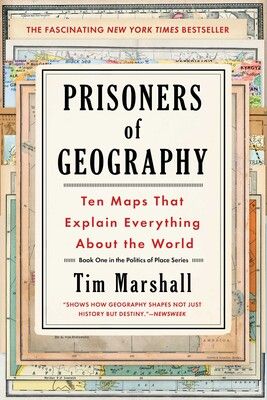 THE FASCINATING NEW YORK TIMES BESTSELLER
PRISONERS
of
GEOGRAPHY
Ten Maps That
Explain Everything
About the World
Book One in the Politics of Place Series
Tim Marshall
"SHOWS HOW GEOGRAPHY SHAPES NOT JUST
HISTORY BUT DESTINY."—NEWSWEEK